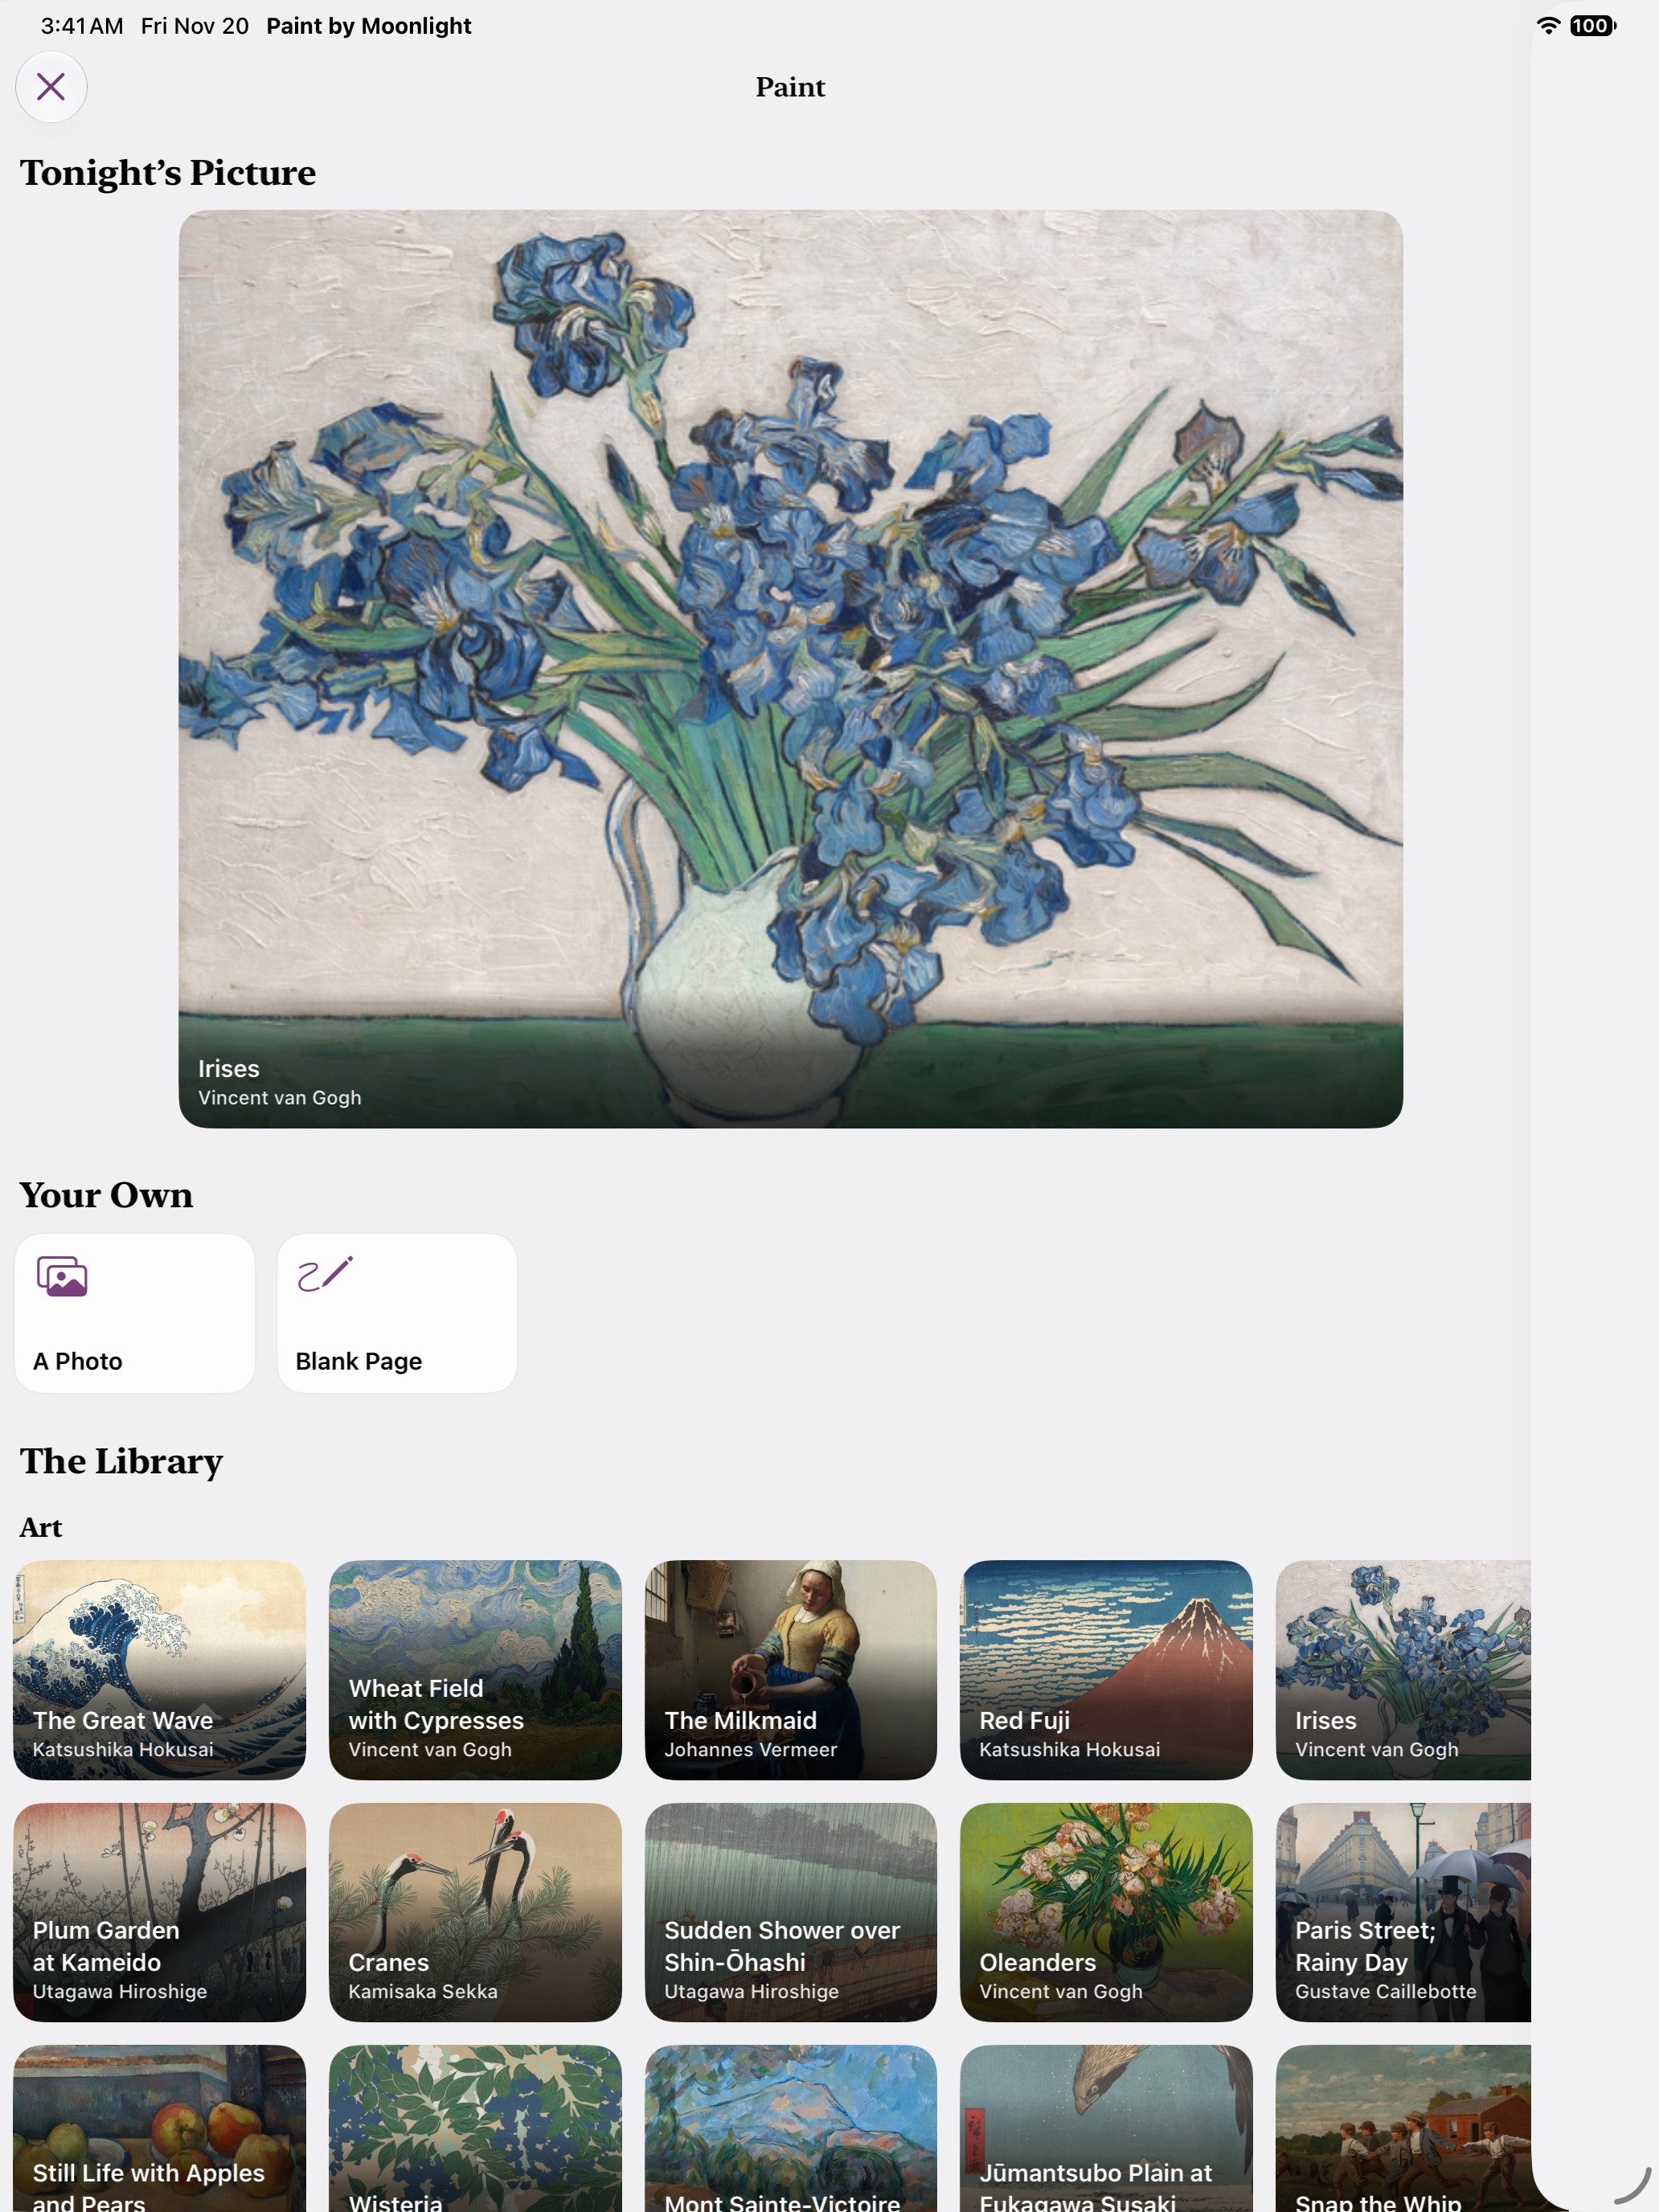 3:41 AM Fri Nov 20 Paint by Moonlight
100
Paint
Tonight’s Picture
Irises
Vincent van Gogh
Your Own
A Photo
Blank Page
The Library
Art
The Great Wave
Katsushika Hokusai
Wheat Field
with Cypresses
Vincent van Gogh
The Milkmaid
Johannes Vermeer
Red Fuji
Katsushika Hokusai
Irises
Vincent van Gogh
Plum Garden
at Kameido
Utagawa Hiroshige
Cranes
Kamisaka Sekka
Sudden Shower over
Shin-Ōhashi
Utagawa Hiroshige
Oleanders
Vincent van Gogh
Paris Street;
Rainy Day
Gustave Caillebotte
Still Life with Apples
and Pears
Wisteria
Mont Sainte-Victoire
Jūmantsubo Plain at
Fukagawa Susaki
Snap the Whip